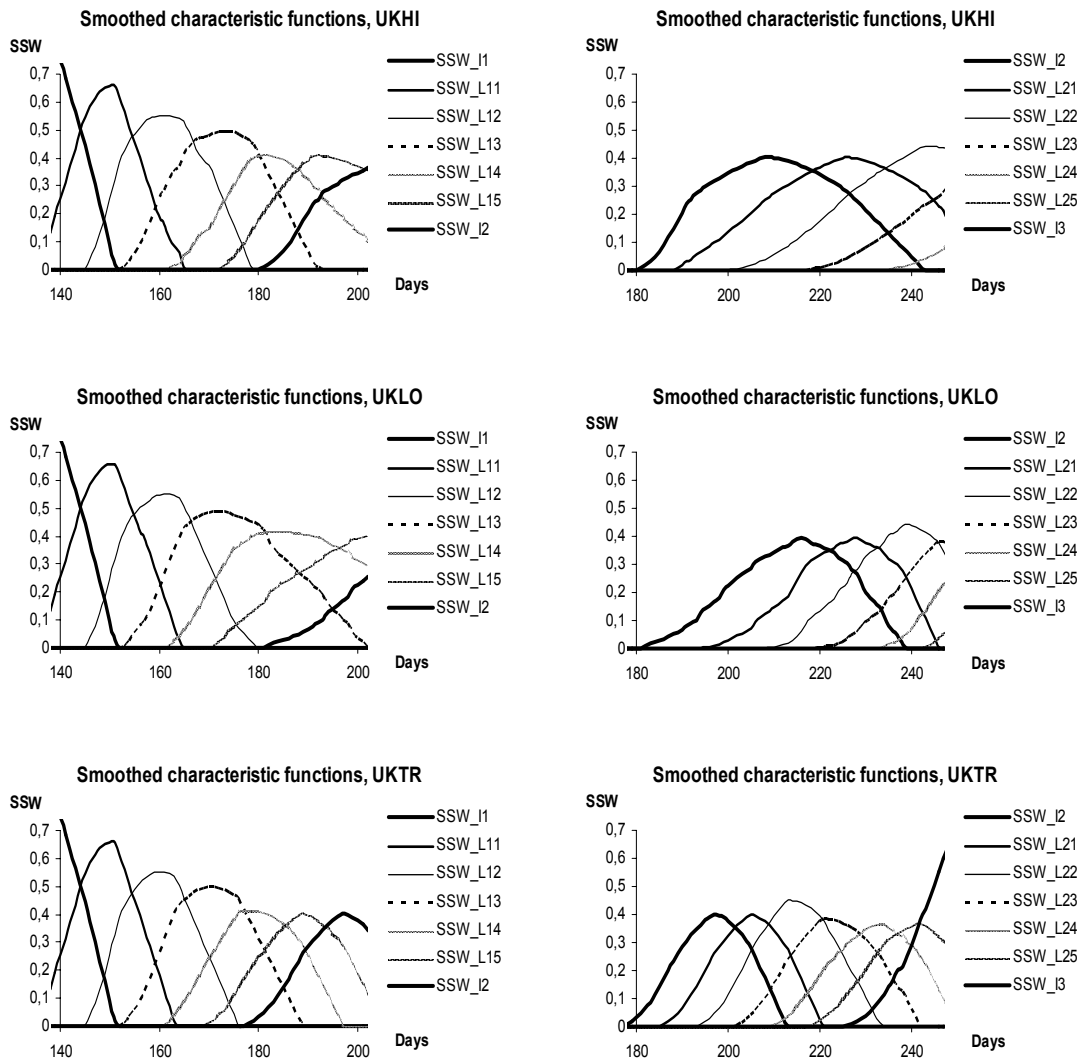 Smoothed characteristic functions, UKHI
SSW
0,7
0,6
0,5
0,4
0,3
0,2
0,1
0
140 160 180 200
Days
SSW_I1
SSW_L11
SSW_L12
SSW_L13
SSW_L14
SSW_L15
SSW_I2
Smoothed characteristic functions, UKHI
SSW
0,7
0,6
0,5
0,4
0,3
0,2
0,1
0
180 200 220 240
Days
SSW_I2
SSW_L21
SSW_L22
SSW_L23
SSW_L24
SSW_L25
SSW_I3
Smoothed characteristic functions, UKLO
SSW
0,7
0,6
0,5
0,4
0,3
0,2
0,1
0
140 160 180 200
Days
SSW_I1
SSW_L11
SSW_L12
SSW_L13
SSW_L14
SSW_L15
SSW_I2
Smoothed characteristic functions, UKLO
SSW
0,7
0,6
0,5
0,4
0,3
0,2
0,1
0
180 200 220 240
Days
SSW_I2
SSW_L21
SSW_L22
SSW_L23
SSW_L24
SSW_L25
SSW_I3
Smoothed characteristic functions, UKTR
SSW
0,7
0,6
0,5
0,4
0,3
0,2
0,1
0
140 160 180 200
Days
SSW_I1
SSW_L11
SSW_L12
SSW_L13
SSW_L14
SSW_L15
SSW_I2
Smoothed characteristic functions, UKTR
SSW
0,7
0,6
0,5
0,4
0,3
0,2
0,1
0
180 200 220 240
Days
SSW_I2
SSW_L21
SSW_L22
SSW_L23
SSW_L24
SSW_L25
SSW_I3